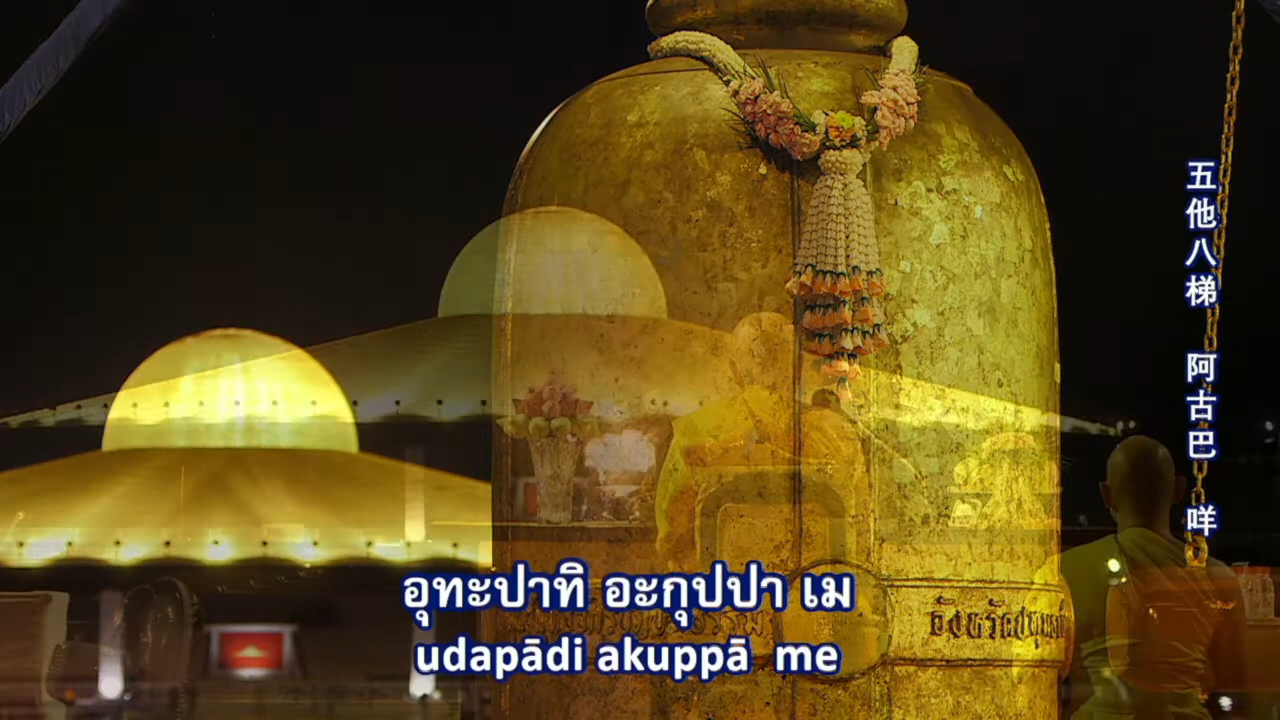 五他八梯 阿古巴 咩
อุทะปาทิ อะกุปปา เม
udapādi akuppā me